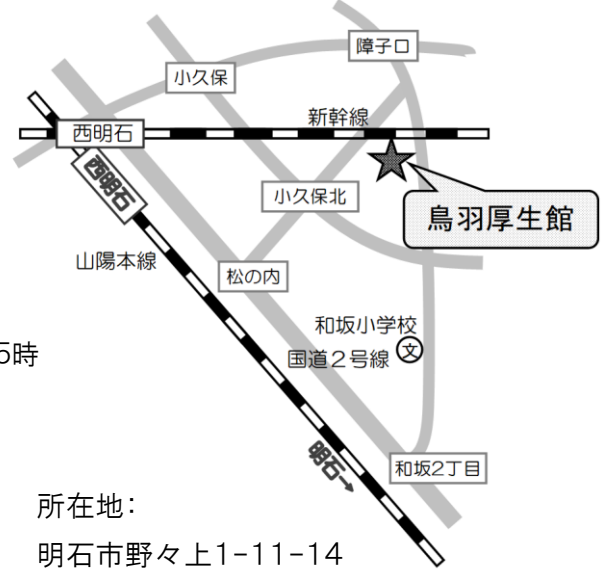 障子口
小久保
新幹線
西明石
西明石
小久保北
鳥羽厚生館
山陽本線
松の内
和坂小学校
文
国道2号線
5時
和坂2丁目
明石→
所在地：
明石市野々上1-11-14